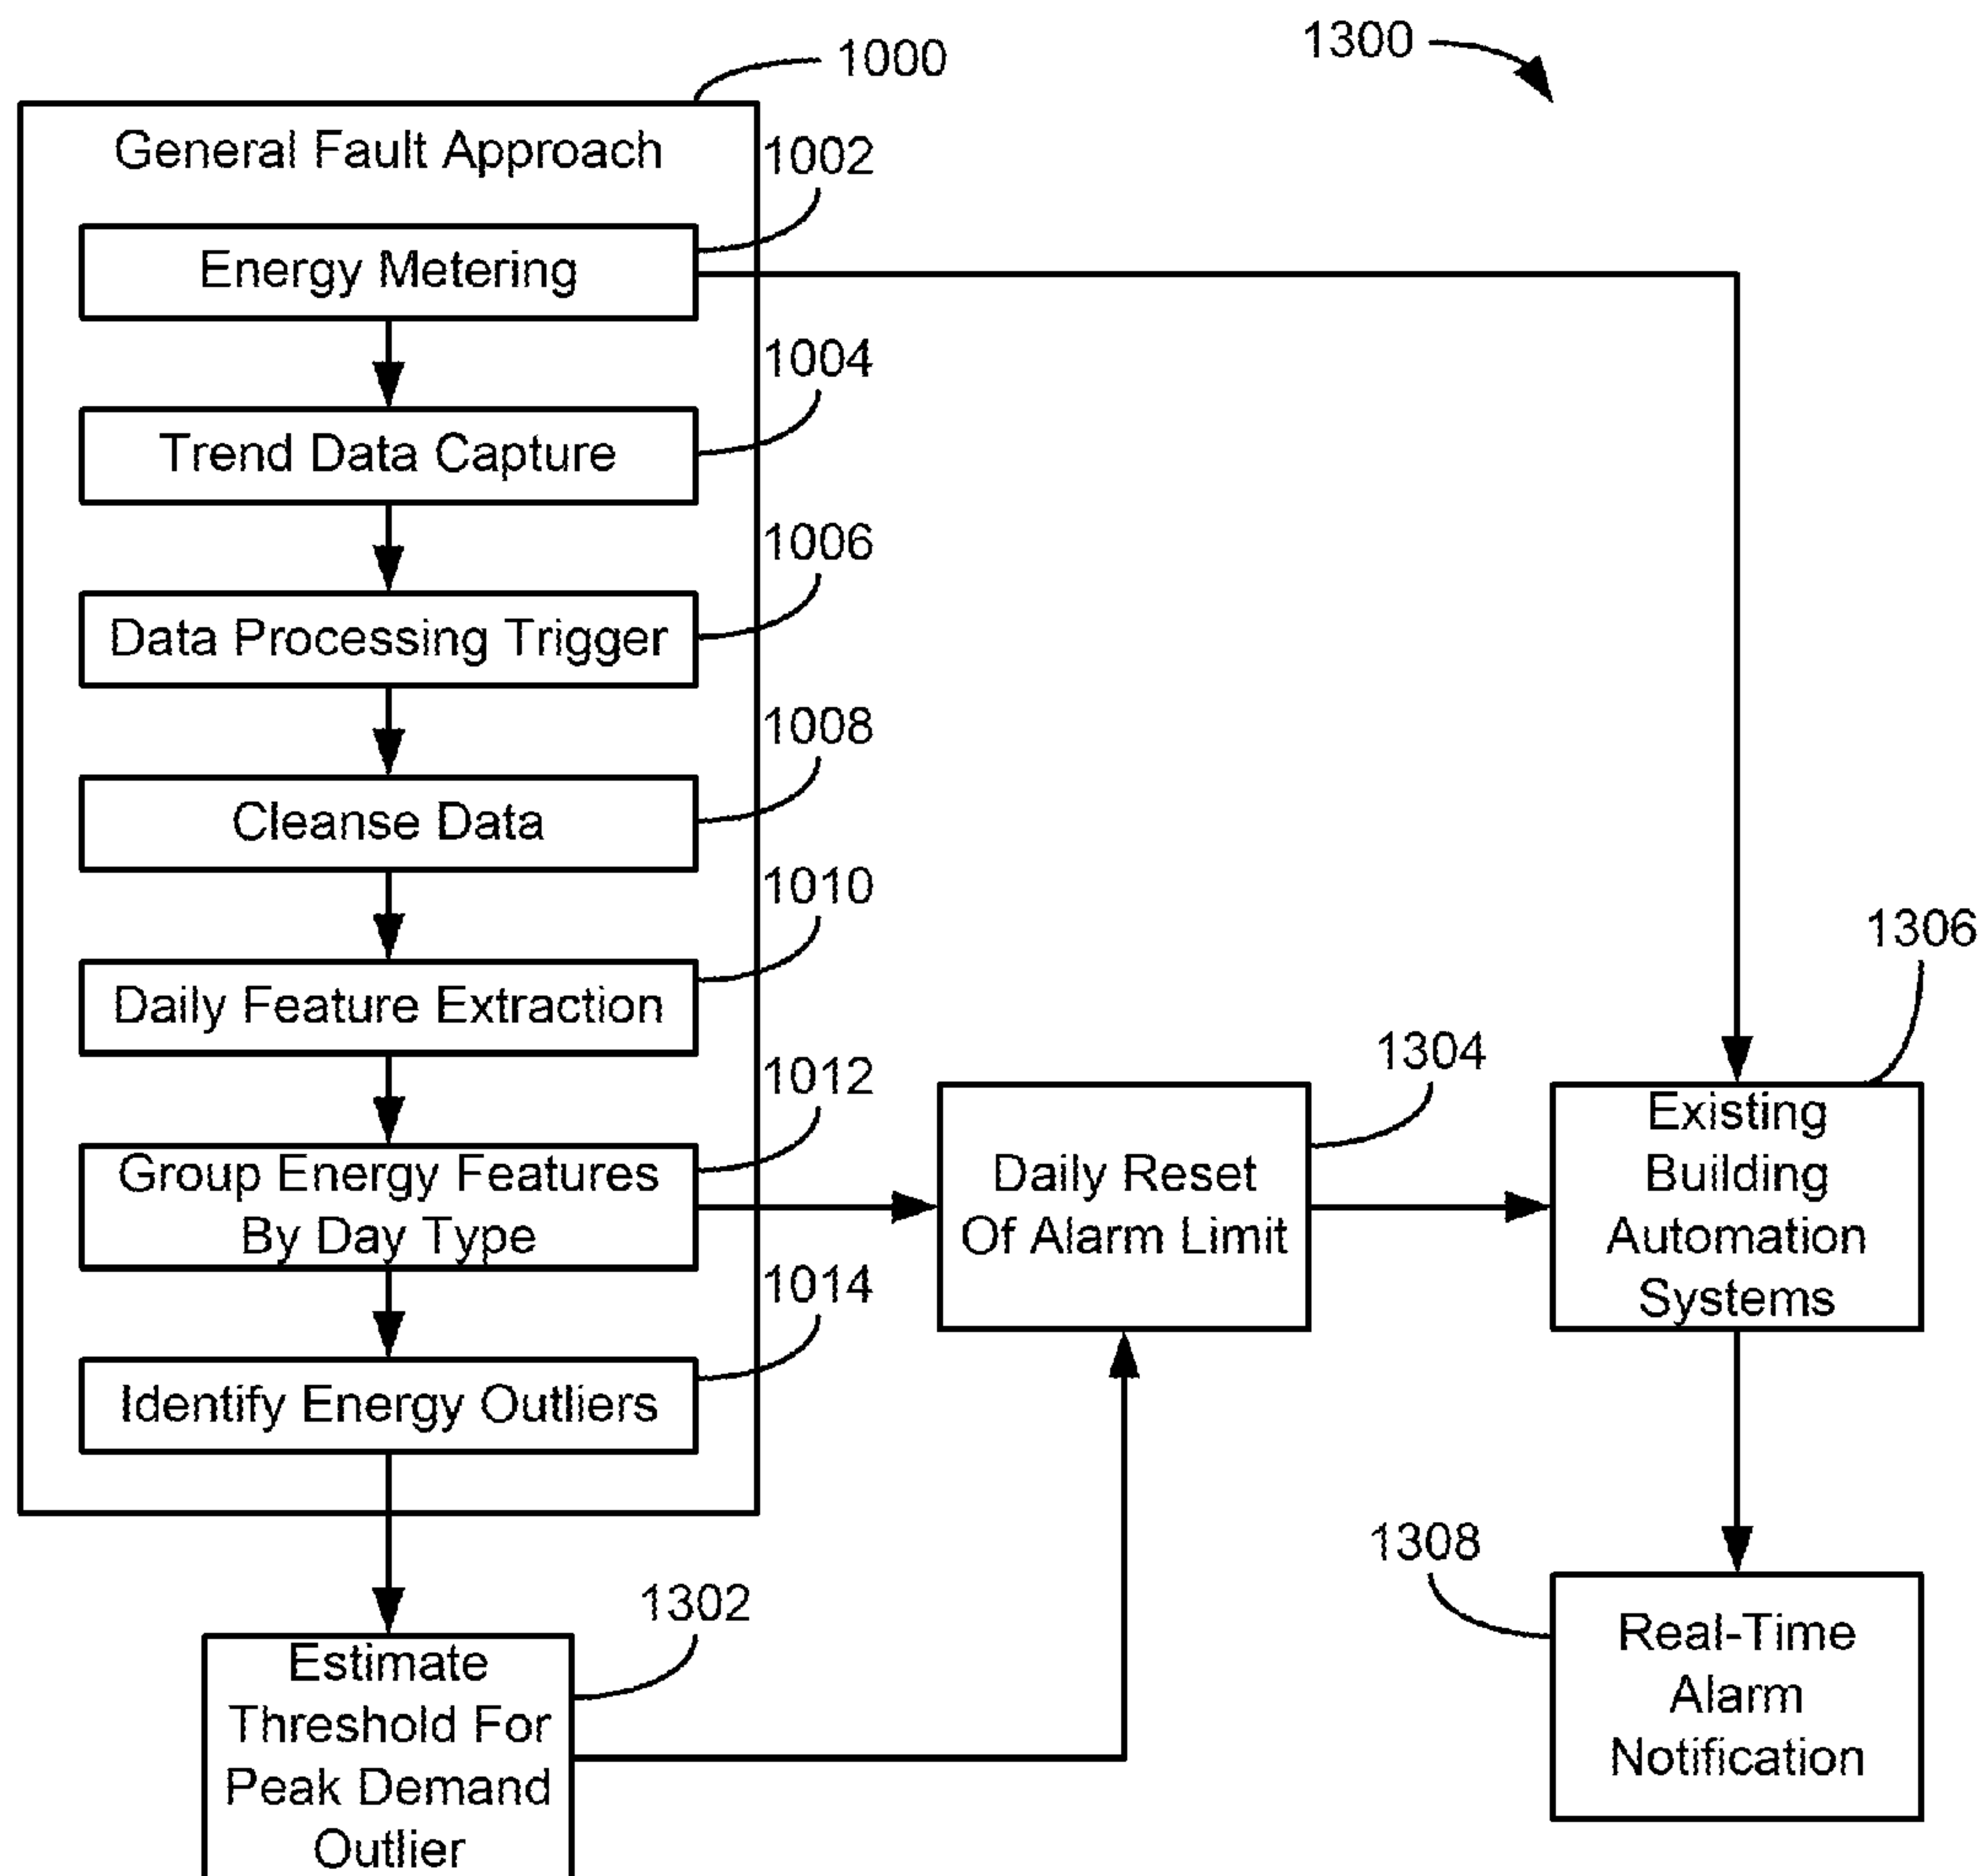 1000
1300
General Fault Approach
1002
Energy Metering
1004
Trend Data Capture
1006
Data Processing Trigger
1008
Cleanse Data
1010
Daily Feature Extraction
1012
Group Energy Features
By Day Type
1014
Identify Energy Outliers
1302
Estimate
Threshold For
Peak Demand
Outlier
1304
Daily Reset
Of Alarm Limit
1306
Existing
Building
Automation
Systems
1308
Real-Time
Alarm
Notification